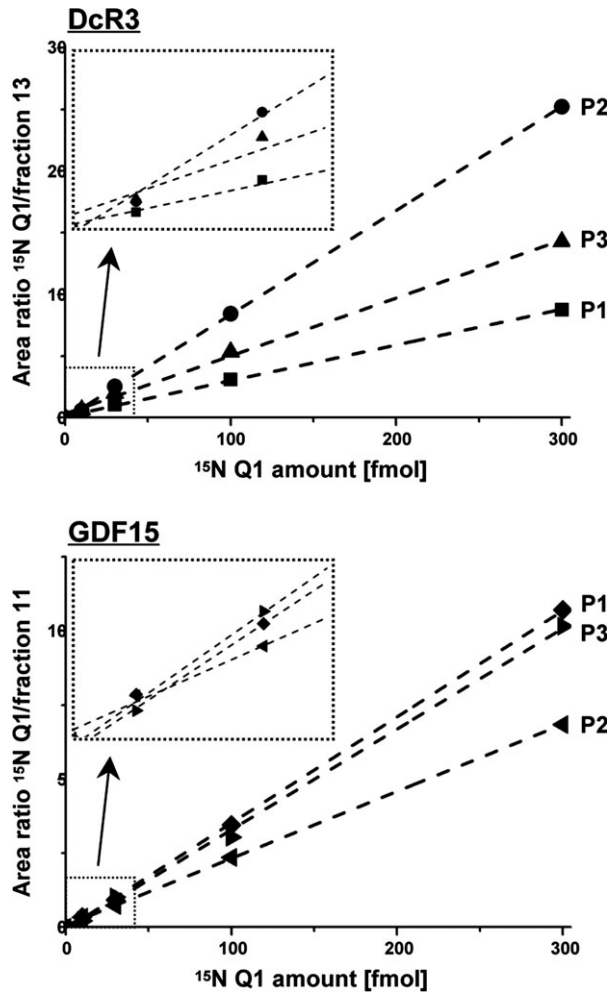 DcR3
30
20
10
0
Area ratio ¹⁵N Q1/fraction 13
P2
P3
P1
0 100 200 300
¹⁵N Q1 amount [fmol]
GDF15
10
5
0
Area ratio ¹⁵N Q1/fraction 11
P1
P3
P2
0 100 200 300
¹⁵N Q1 amount [fmol]